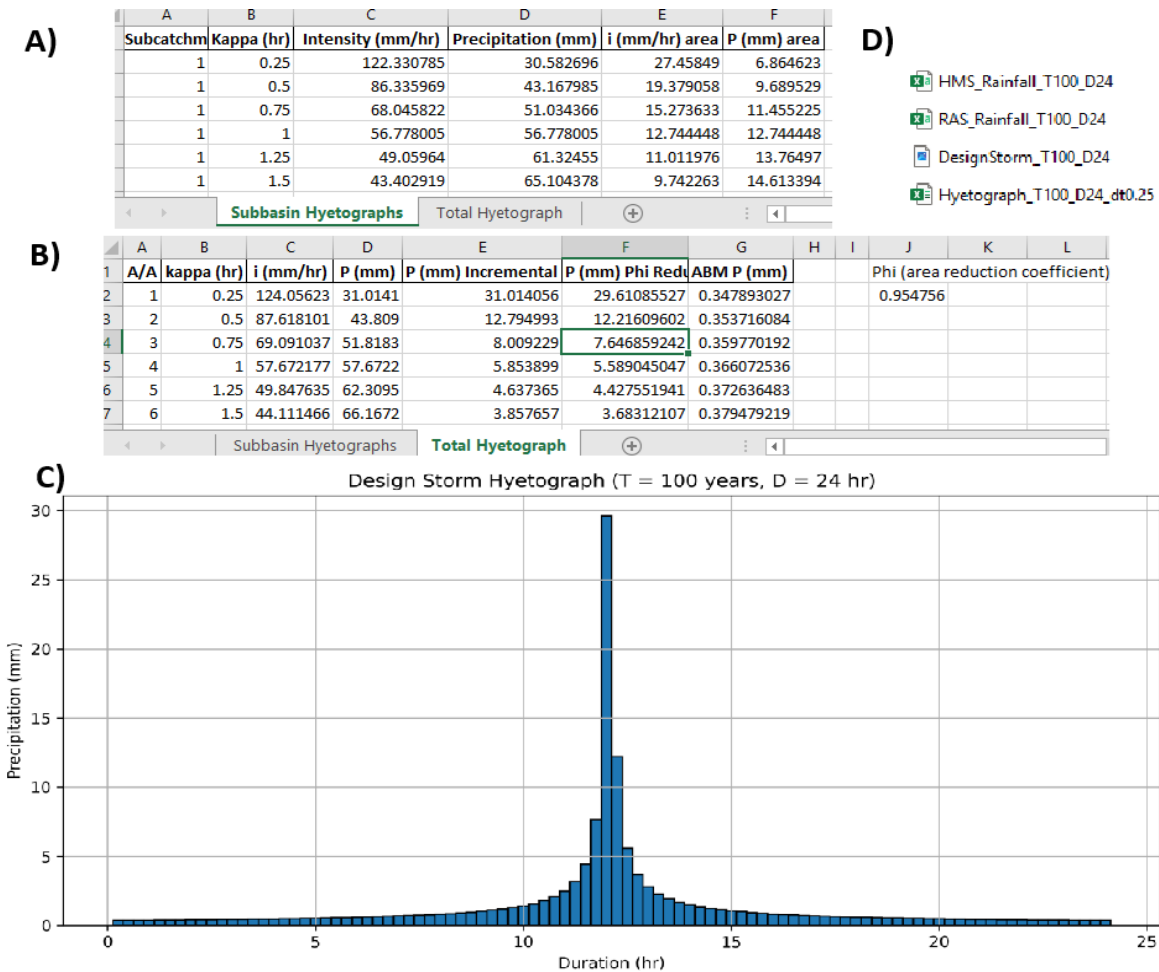 A)
A B C D E F
Subcatchm Kappa (hr) Intensity (mm/hr) Precipitation (mm) i (mm/hr) area P (mm) area
1 0.25 122.330785 30.582696 27.45849 6.864623
1 0.5 86.335969 43.167985 19.379058 9.689529
1 0.75 68.045822 51.034366 15.273633 11.455225
1 1 56.778005 56.778005 12.744448 12.744448
1 1.25 49.05964 61.32455 11.011976 13.76497
1 1.5 43.402919 65.104378 9.742263 14.613394
Subbasin Hyetographs Total Hyetograph
D)
HMS_Rainfall_T100_D24
RAS_Rainfall_T100_D24
DesignStorm_T100_D24
Hyetograph_T100_D24_dt0.25
B)
A B C D E F G H I J K L
1 A/A kappa (hr) i (mm/hr) P (mm) P (mm) Incremental P (mm) Phi Redu ABM P (mm) Phi (area reduction coefficient)
2 1 0.25 124.05623 31.0141 31.014056 29.61085527 0.347893027 0.954756
3 2 0.5 87.618101 43.809 12.794993 12.21609602 0.353716084
4 3 0.75 69.091037 51.8183 8.009229 7.646859242 0.359770192
5 4 1 57.672177 57.6722 5.853899 5.589045047 0.366072536
6 5 1.25 49.847635 62.3095 4.637365 4.427551941 0.372636483
7 6 1.5 44.111466 66.1672 3.857657 3.68312107 0.379479219
Subbasin Hyetographs Total Hyetograph
C)
Design Storm Hyetograph (T = 100 years, D = 24 hr)
Precipitation (mm)
30
25
20
15
10
5
0
0 5 10 15 20 25
Duration (hr)